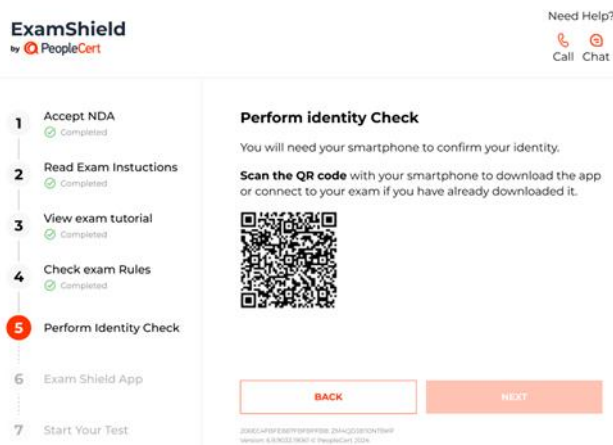 ExamShield
by PeopleCert
Need Help?
Call Chat
1 Accept NDA
Completed
2 Read Exam Instuctions
Completed
3 View exam tutorial
Completed
4 Check exam Rules
Completed
5 Perform Identity Check
6 Exam Shield App
7 Start Your Test
Perform identity Check
You will need your smartphone to confirm your identity.
Scan the QR code with your smartphone to download the app
or connect to your exam if you have already downloaded it.
BACK NEXT
© PeopleCert 2024